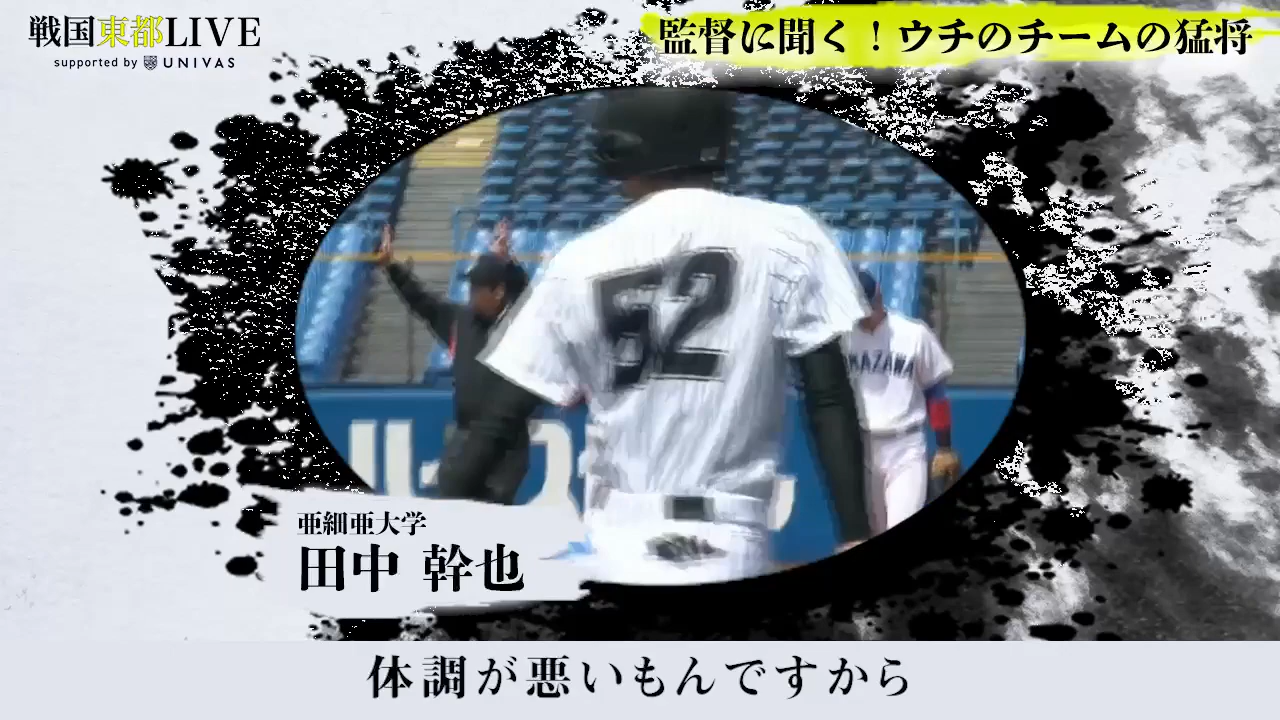 戦国東都LIVE
supported by UNIVAS
監督に聞く!ウチのチームの猛将
52
亜細亜大学
田中 幹也
体調が悪いもんですから